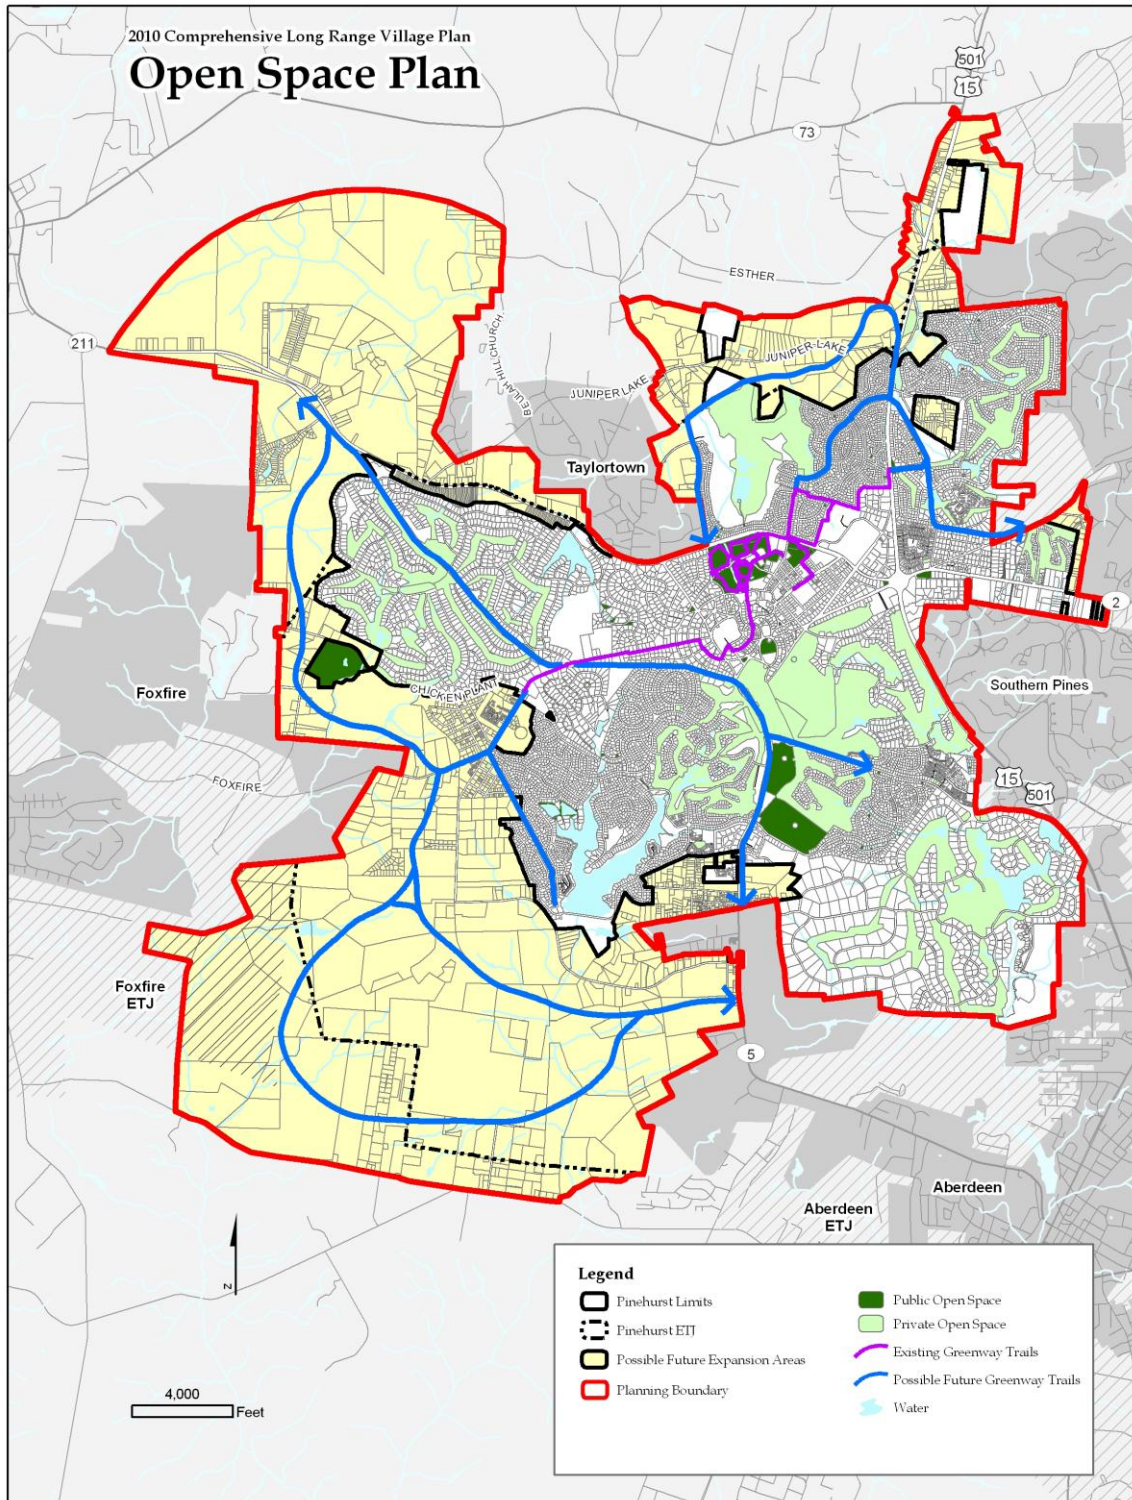 2010 Comprehensive Long Range Village Plan
Open Space Plan
501
15
73
ESTHER
211
BEULAH HILL CHURCH
JUNIPER LAKE
JUNIPER LAKE
Taylortown
2
Foxfire
CHICKEN PLANT
Southern Pines
FOXFIRE
15
501
Foxfire
ETJ
5
Aberdeen
Aberdeen
ETJ
N
4,000
Feet
Legend
Pinehurst Limits
Pinehurst ETJ
Possible Future Expansion Areas
Planning Boundary
Public Open Space
Private Open Space
Existing Greenway Trails
Possible Future Greenway Trails
Water